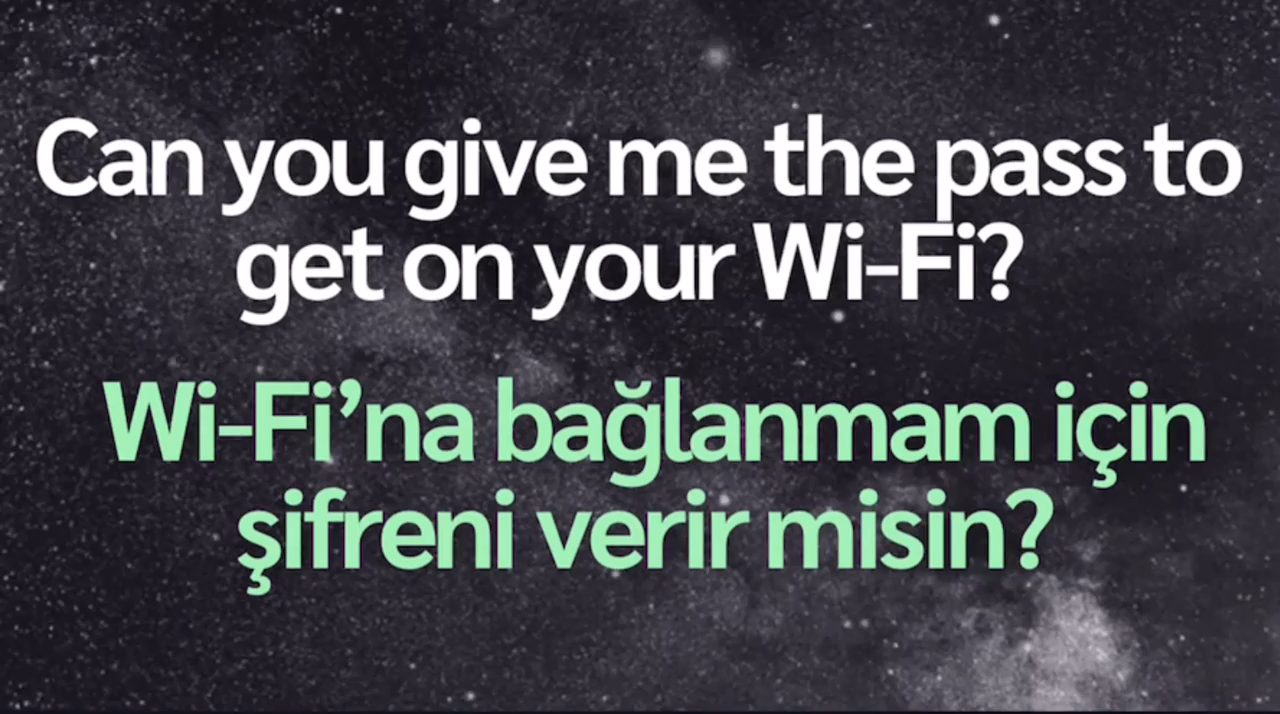 Can you give me the pass to
get on your Wi-Fi?
Wi-Fi’na bağlanmam için
şifreni verir misin?